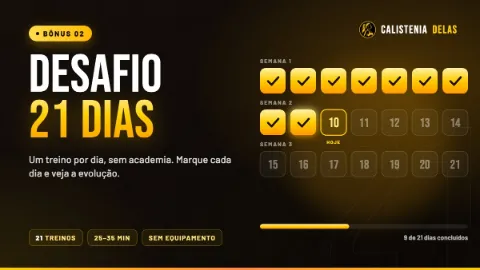 BÔNUS 02
CALISTENIA DELAS
DESAFIO
21 DIAS
Um treino por dia, sem academia. Marque cada
dia e veja a evolução.
21 TREINOS
25–35 MIN
SEM EQUIPAMENTO
SEMANA 1
SEMANA 2
10 11 12 13 14
HOJE
SEMANA 3
15 16 17 18 19 20 21
9 de 21 dias concluídos